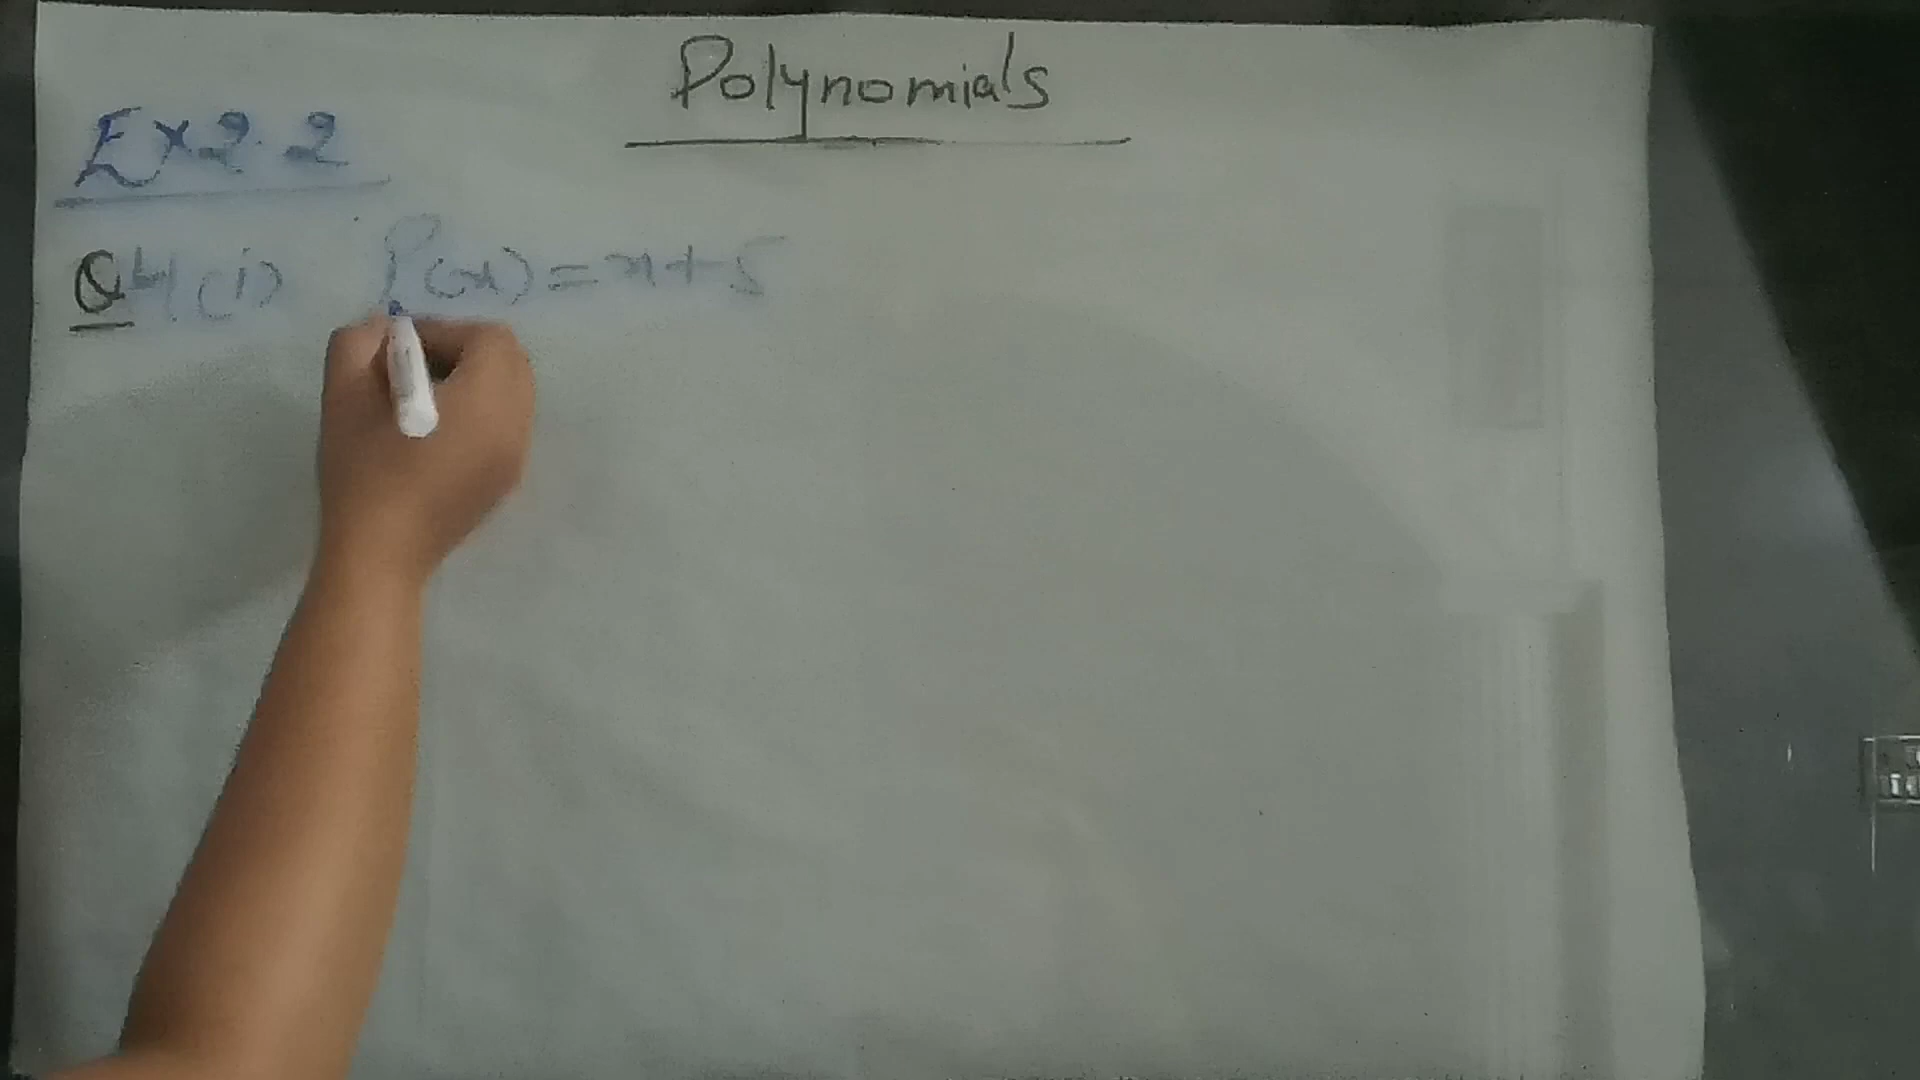 Polynomials
Ex 2.2
Q4 (i) P(x) = x + 5